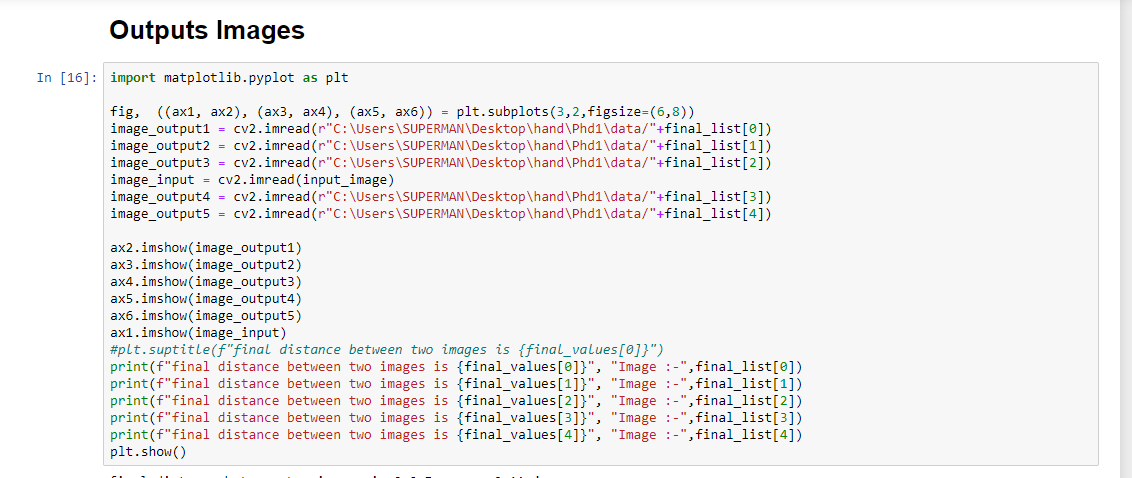 Outputs Images
In [16]: import matplotlib.pyplot as plt
fig,  ((ax1, ax2), (ax3, ax4), (ax5, ax6)) = plt.subplots(3,2,figsize=(6,8))
image_output1 = cv2.imread(r"C:\Users\SUPERMAN\Desktop\hand\Phd1\data/"+final_list[0])
image_output2 = cv2.imread(r"C:\Users\SUPERMAN\Desktop\hand\Phd1\data/"+final_list[1])
image_output3 = cv2.imread(r"C:\Users\SUPERMAN\Desktop\hand\Phd1\data/"+final_list[2])
image_input = cv2.imread(input_image)
image_output4 = cv2.imread(r"C:\Users\SUPERMAN\Desktop\hand\Phd1\data/"+final_list[3])
image_output5 = cv2.imread(r"C:\Users\SUPERMAN\Desktop\hand\Phd1\data/"+final_list[4])
ax2.imshow(image_output1)
ax3.imshow(image_output2)
ax4.imshow(image_output3)
ax5.imshow(image_output4)
ax6.imshow(image_output5)
ax1.imshow(image_input)
#plt.suptitle(f"final distance between two images is {final_values[0]}")
print(f"final distance between two images is {final_values[0]}", "Image :-",final_list[0])
print(f"final distance between two images is {final_values[1]}", "Image :-",final_list[1])
print(f"final distance between two images is {final_values[2]}", "Image :-",final_list[2])
print(f"final distance between two images is {final_values[3]}", "Image :-",final_list[3])
print(f"final distance between two images is {final_values[4]}", "Image :-",final_list[4])
plt.show()